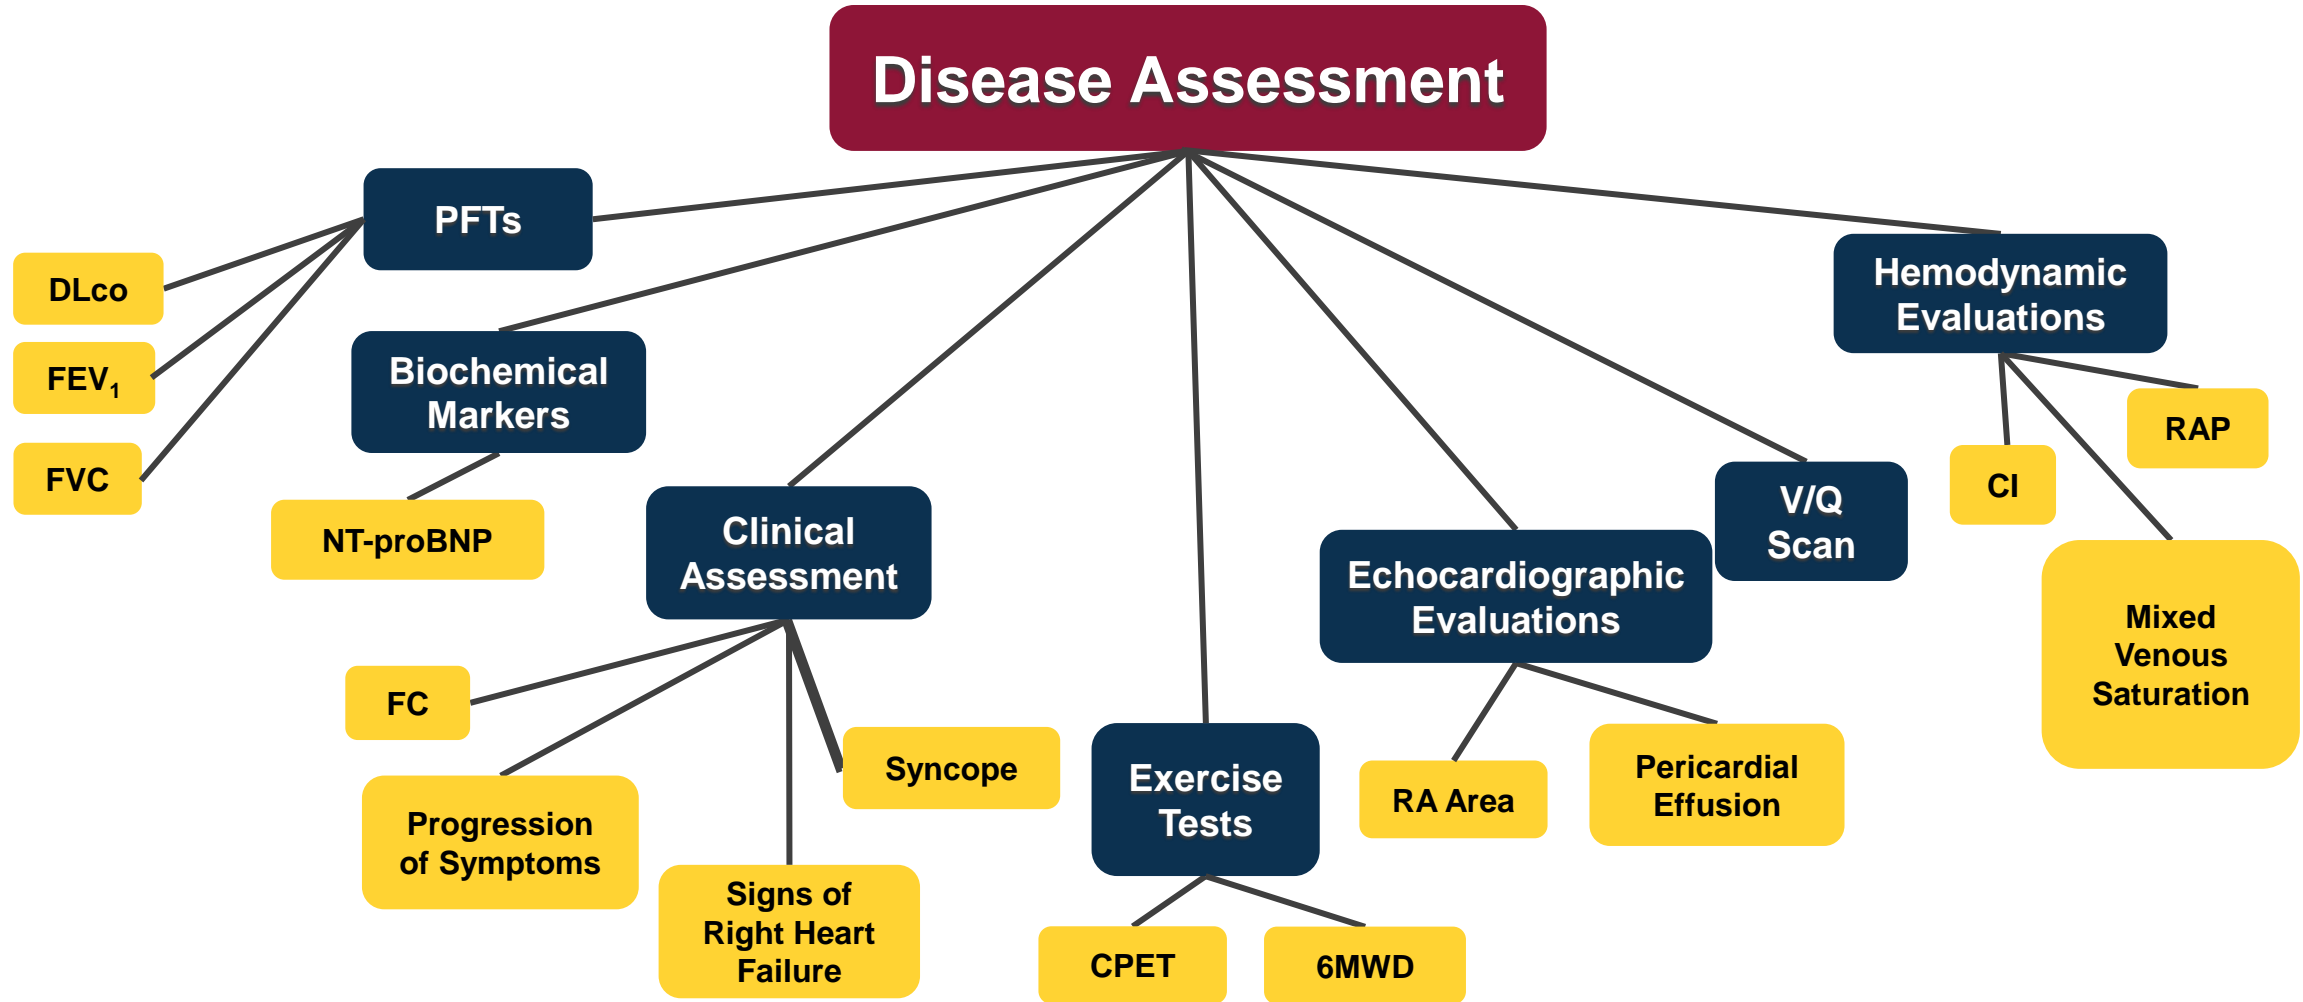 Disease Assessment
PFTs
DLco
FEV₁
FVC
Biochemical
Markers
NT-proBNP
Clinical
Assessment
FC
Progression
of Symptoms
Signs of
Right Heart
Failure
Syncope
Exercise
Tests
CPET
6MWD
Echocardiographic
Evaluations
RA Area
Pericardial
Effusion
V/Q
Scan
Hemodynamic
Evaluations
CI
RAP
Mixed
Venous
Saturation